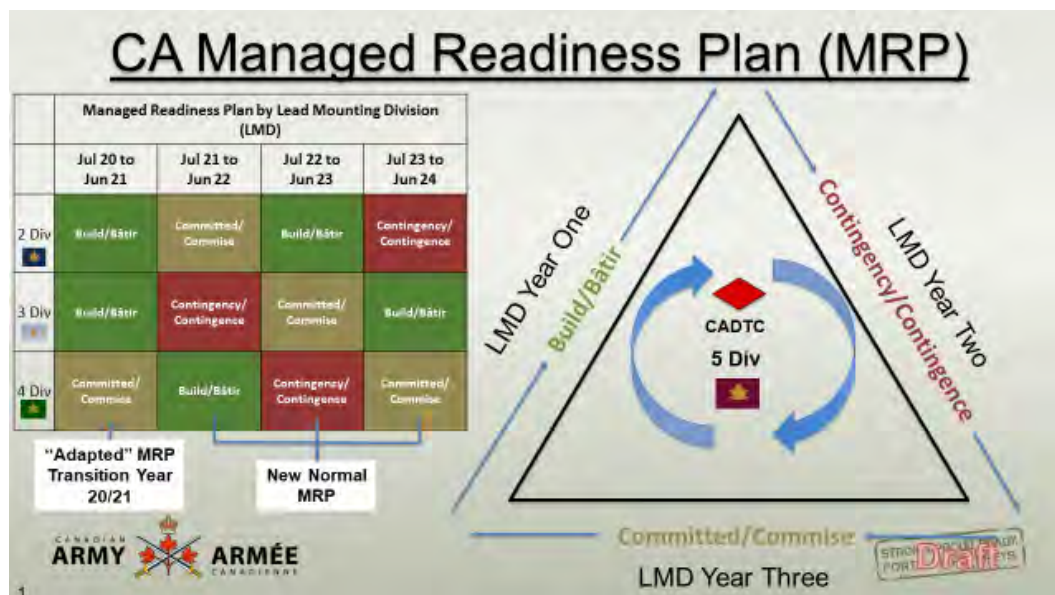 CA Managed Readiness Plan (MRP)
Managed Readiness Plan by Lead Mounting Division
(LMD)
Jul 20 to
Jun 21
Jul 21 to
Jun 22
Jul 22 to
Jun 23
Jul 23 to
Jun 24
2 Div
Build/Bâtir
Committed/
Commise
Build/Bâtir
Contingency/
Contingence
3 Div
Build/Bâtir
Contingency/
Contingence
Committed/
Commise
Build/Bâtir
4 Div
Committed/
Commise
Build/Bâtir
Contingency/
Contingence
Committed/
Commise
“Adapted” MRP
Transition Year
20/21
New Normal
MRP
LMD Year One
Build/Bâtir
Contingency/Contingence
LMD Year Two
CADTC
5 Div
Committed/Commise
LMD Year Three
CANADIAN
ARMY
ARMÉE
CANADIENNE
Draft
1